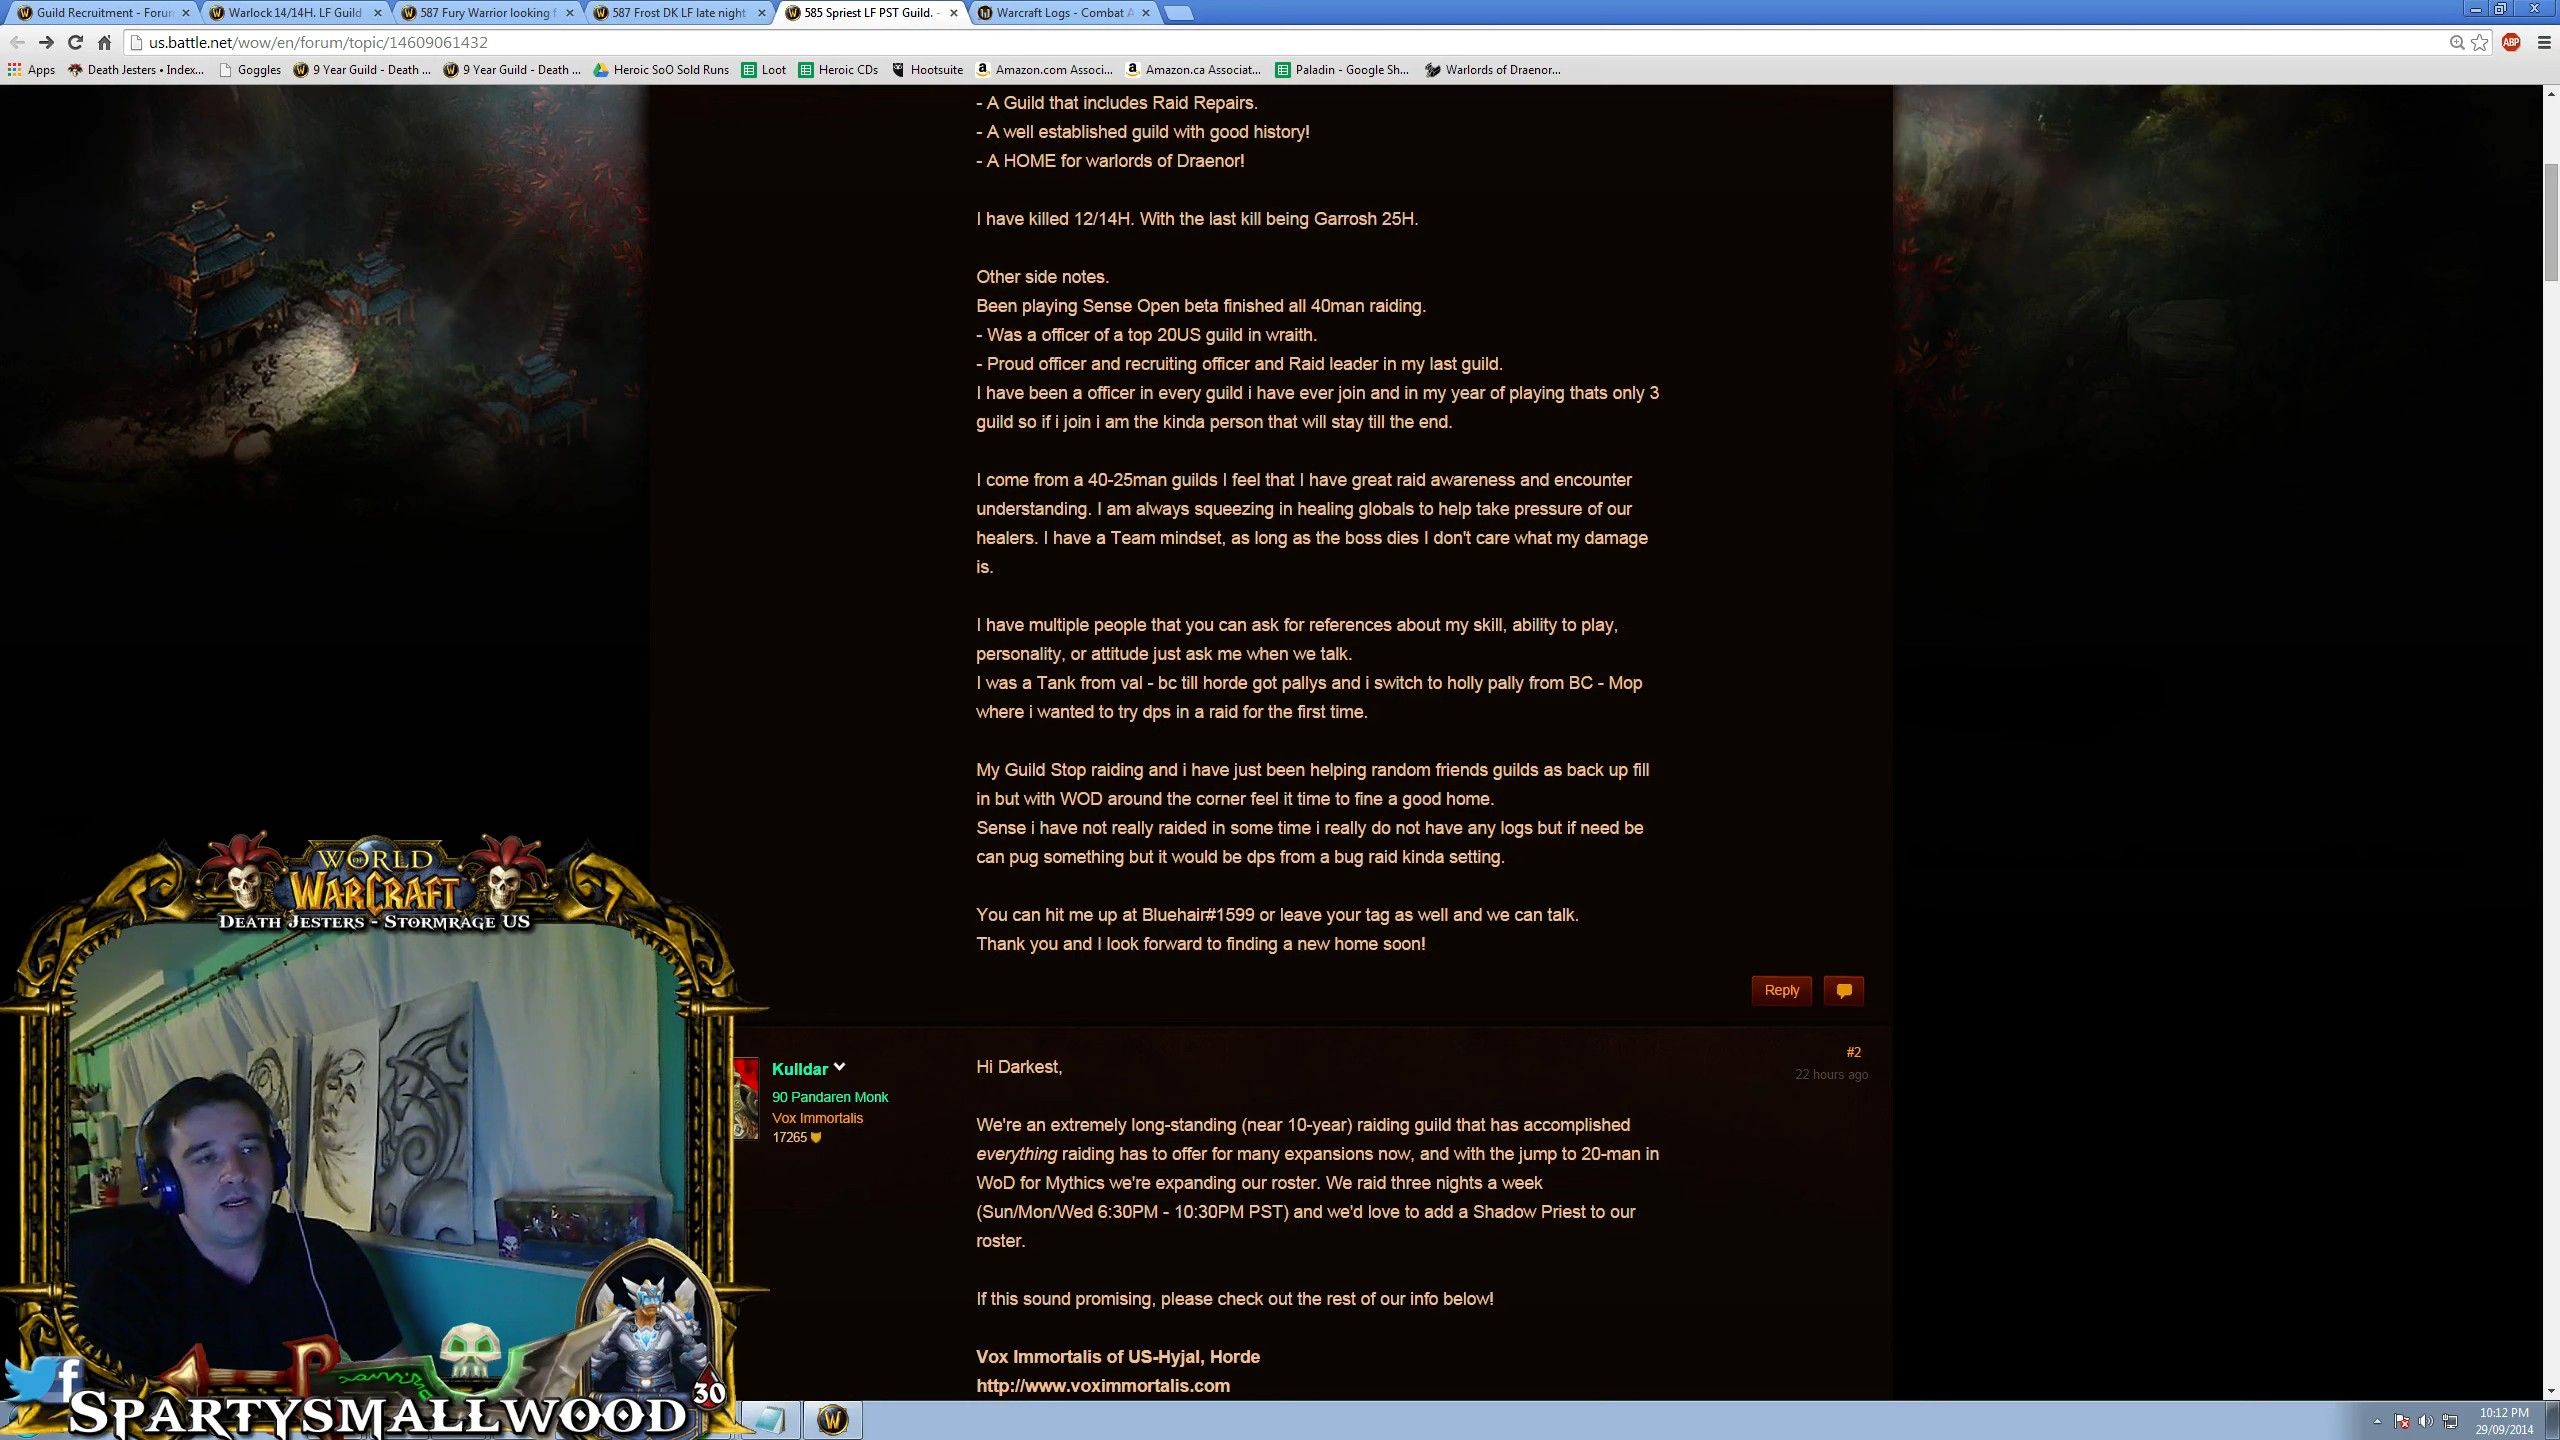 Guild Recruitment - Forun
Warlock 14/14H. LF Guild
587 Fury Warrior looking f
587 Frost DK LF late night
585 Spriest LF PST Guild. -
Warcraft Logs - Combat A
us.battle.net/wow/en/forum/topic/14609061432
ABP
Apps
Death Jesters • Index...
Goggles
9 Year Guild - Death ...
9 Year Guild - Death ...
Heroic SoO Sold Runs
Loot
Heroic CDs
Hootsuite
Amazon.com Associ...
Amazon.ca Associat...
Paladin - Google Sh...
Warlords of Draenor...
- A Guild that includes Raid Repairs.
- A well established guild with good history!
- A HOME for warlords of Draenor!
I have killed 12/14H. With the last kill being Garrosh 25H.
Other side notes.
Been playing Sense Open beta finished all 40man raiding.
- Was a officer of a top 20US guild in wraith.
- Proud officer and recruiting officer and Raid leader in my last guild.
I have been a officer in every guild i have ever join and in my year of playing thats only 3
guild so if i join i am the kinda person that will stay till the end.
I come from a 40-25man guilds I feel that I have great raid awareness and encounter
understanding. I am always squeezing in healing globals to help take pressure of our
healers. I have a Team mindset, as long as the boss dies I don't care what my damage
is.
I have multiple people that you can ask for references about my skill, ability to play,
personality, or attitude just ask me when we talk.
I was a Tank from val - bc till horde got pallys and i switch to holly pally from BC - Mop
where i wanted to try dps in a raid for the first time.
My Guild Stop raiding and i have just been helping random friends guilds as back up fill
in but with WOD around the corner feel it time to fine a good home.
Sense i have not really raided in some time i really do not have any logs but if need be
can pug something but it would be dps from a bug raid kinda setting.
You can hit me up at Bluehair#1599 or leave your tag as well and we can talk.
Thank you and I look forward to finding a new home soon!
Reply
WORLD OF WARCRAFT
DEATH JESTERS - STORMRAGE US
Kulldar
90 Pandaren Monk
Vox Immortalis
17265
#2
22 hours ago
Hi Darkest,
We're an extremely long-standing (near 10-year) raiding guild that has accomplished
everything raiding has to offer for many expansions now, and with the jump to 20-man in
WoD for Mythics we're expanding our roster. We raid three nights a week
(Sun/Mon/Wed 6:30PM - 10:30PM PST) and we'd love to add a Shadow Priest to our
roster.
If this sound promising, please check out the rest of our info below!
Vox Immortalis of US-Hyjal, Horde
http://www.voximmortalis.com
30
SPARTYSMALLWOOD
10:12 PM
29/09/2014